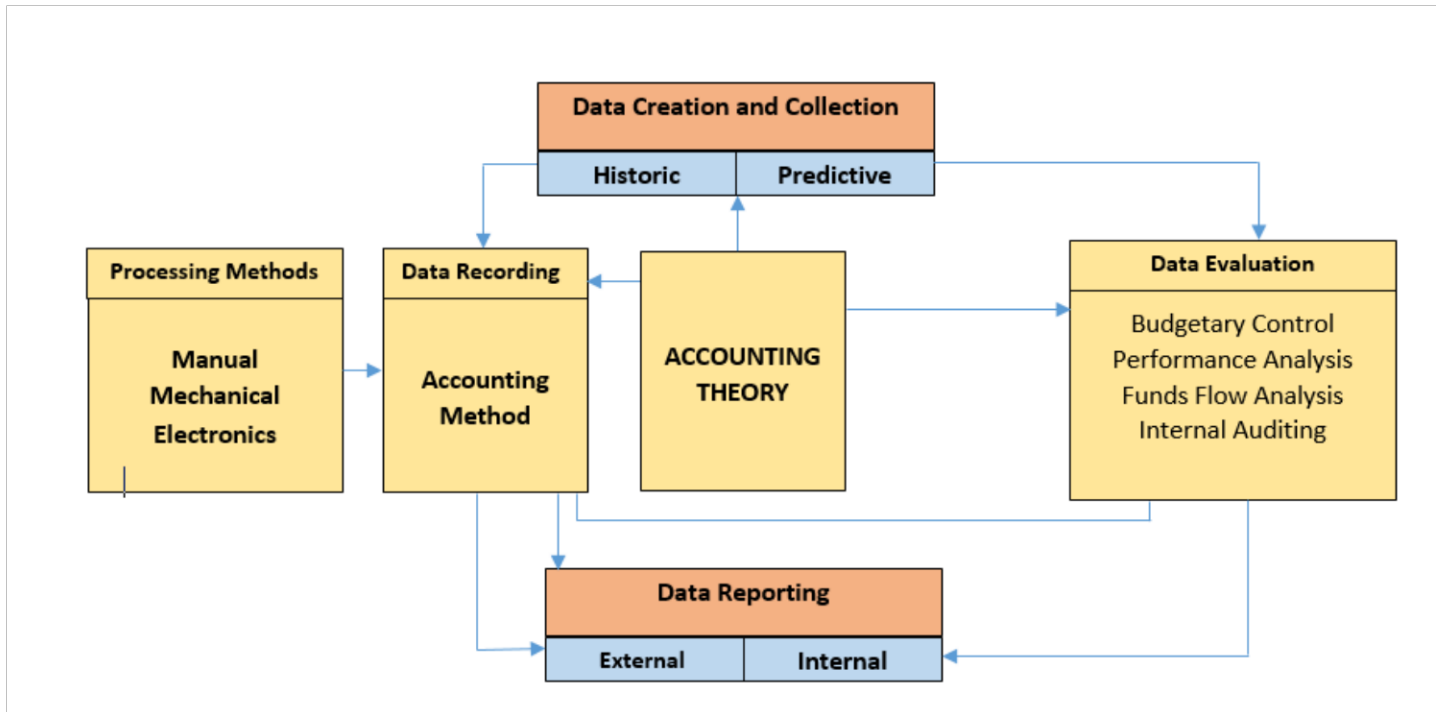 Data Creation and Collection
Historic
Predictive
Processing Methods
Manual
Mechanical
Electronics
Data Recording
Accounting
Method
ACCOUNTING
THEORY
Data Evaluation
Budgetary Control
Performance Analysis
Funds Flow Analysis
Internal Auditing
Data Reporting
External
Internal